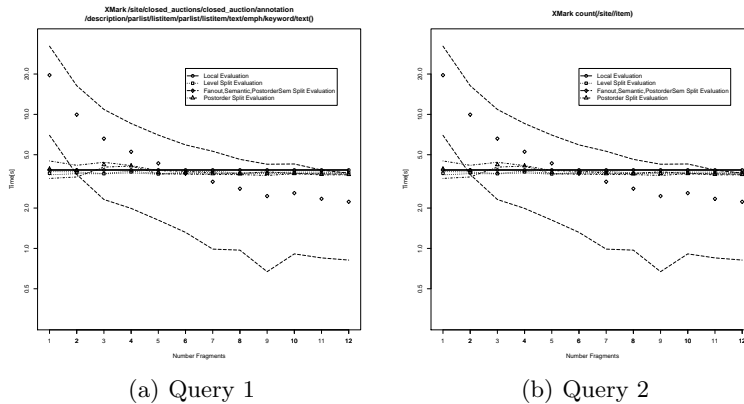 XMark /site/closed_auctions/closed_auction/annotation
/description/parlist/listitem/parlist/listitem/text/emph/keyword/text()
Time[s]
20.0
10.0
5.0
2.0
1.0
0.5
Local Evaluation
Level Split Evaluation
Fanout,Semantic,PostorderSem Split Evaluation
Postorder Split Evaluation
1 2 3 4 5 6 7 8 9 10 11 12
Number Fragments
(a) Query 1
XMark count(/site//item)
Time[s]
20.0
10.0
5.0
2.0
1.0
0.5
Local Evaluation
Level Split Evaluation
Fanout,Semantic,PostorderSem Split Evaluation
Postorder Split Evaluation
1 2 3 4 5 6 7 8 9 10 11 12
Number Fragments
(b) Query 2